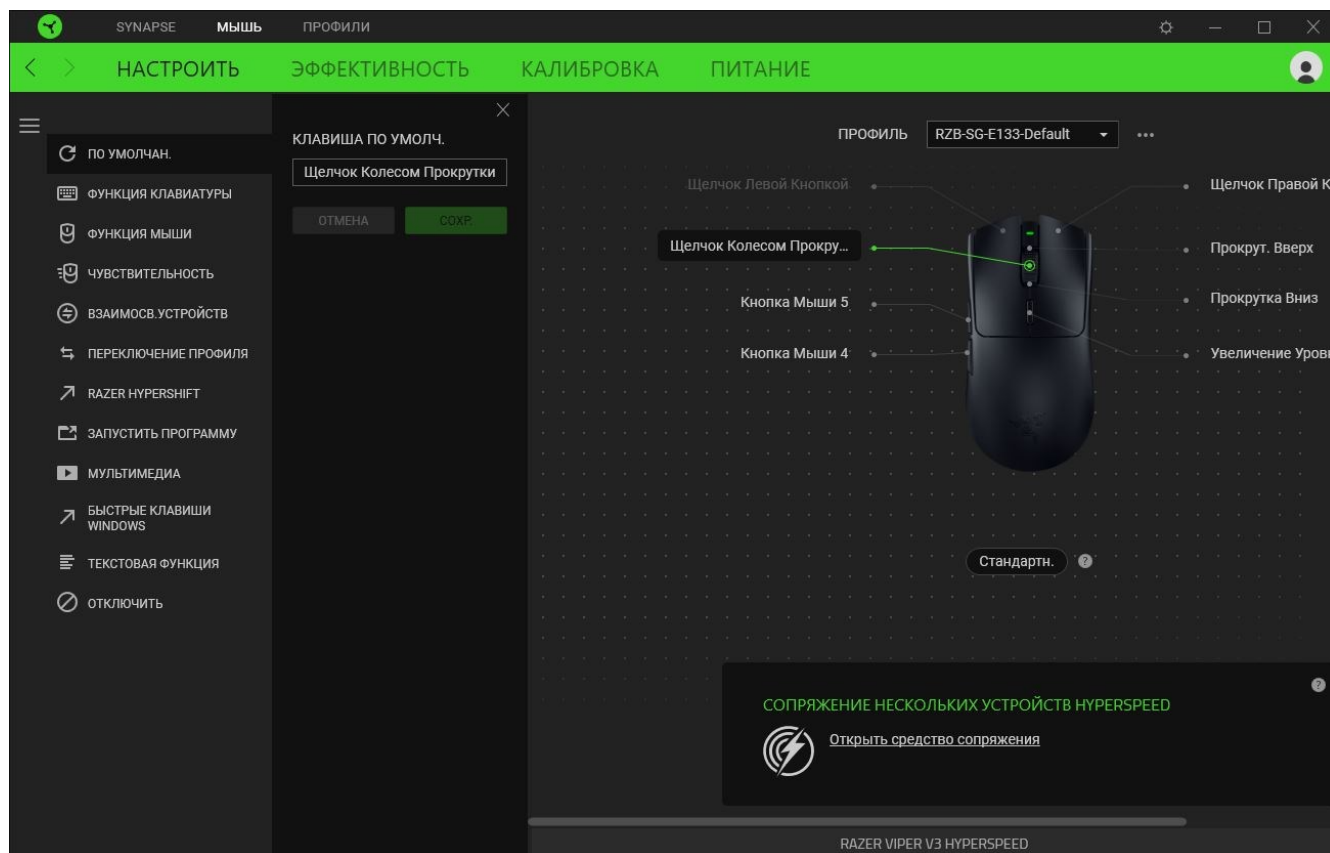 SYNAPSE МЫШЬ ПРОФИЛИ
НАСТРОИТЬ ЭФФЕКТИВНОСТЬ КАЛИБРОВКА ПИТАНИЕ
ПО УМОЛЧАН.
ФУНКЦИЯ КЛАВИАТУРЫ
ФУНКЦИЯ МЫШИ
ЧУВСТВИТЕЛЬНОСТЬ
ВЗАИМОСВ.УСТРОЙСТВ
ПЕРЕКЛЮЧЕНИЕ ПРОФИЛЯ
RAZER HYPERSHIFT
ЗАПУСТИТЬ ПРОГРАММУ
МУЛЬТИМЕДИА
БЫСТРЫЕ КЛАВИШИ
WINDOWS
ТЕКСТОВАЯ ФУНКЦИЯ
ОТКЛЮЧИТЬ
КЛАВИША ПО УМОЛЧ.
Щелчок Колесом Прокрутки
ОТМЕНА СОХР.
ПРОФИЛЬ RZB-SG-E133-Default
Щелчок Левой Кнопкой Щелчок Правой К
Щелчок Колесом Прокру... Прокрут. Вверх
Кнопка Мыши 5 Прокрутка Вниз
Кнопка Мыши 4 Увеличение Уров
Стандартн.
СОПРЯЖЕНИЕ НЕСКОЛЬКИХ УСТРОЙСТВ HYPERSPEED
Открыть средство сопряжения
RAZER VIPER V3 HYPERSPEED